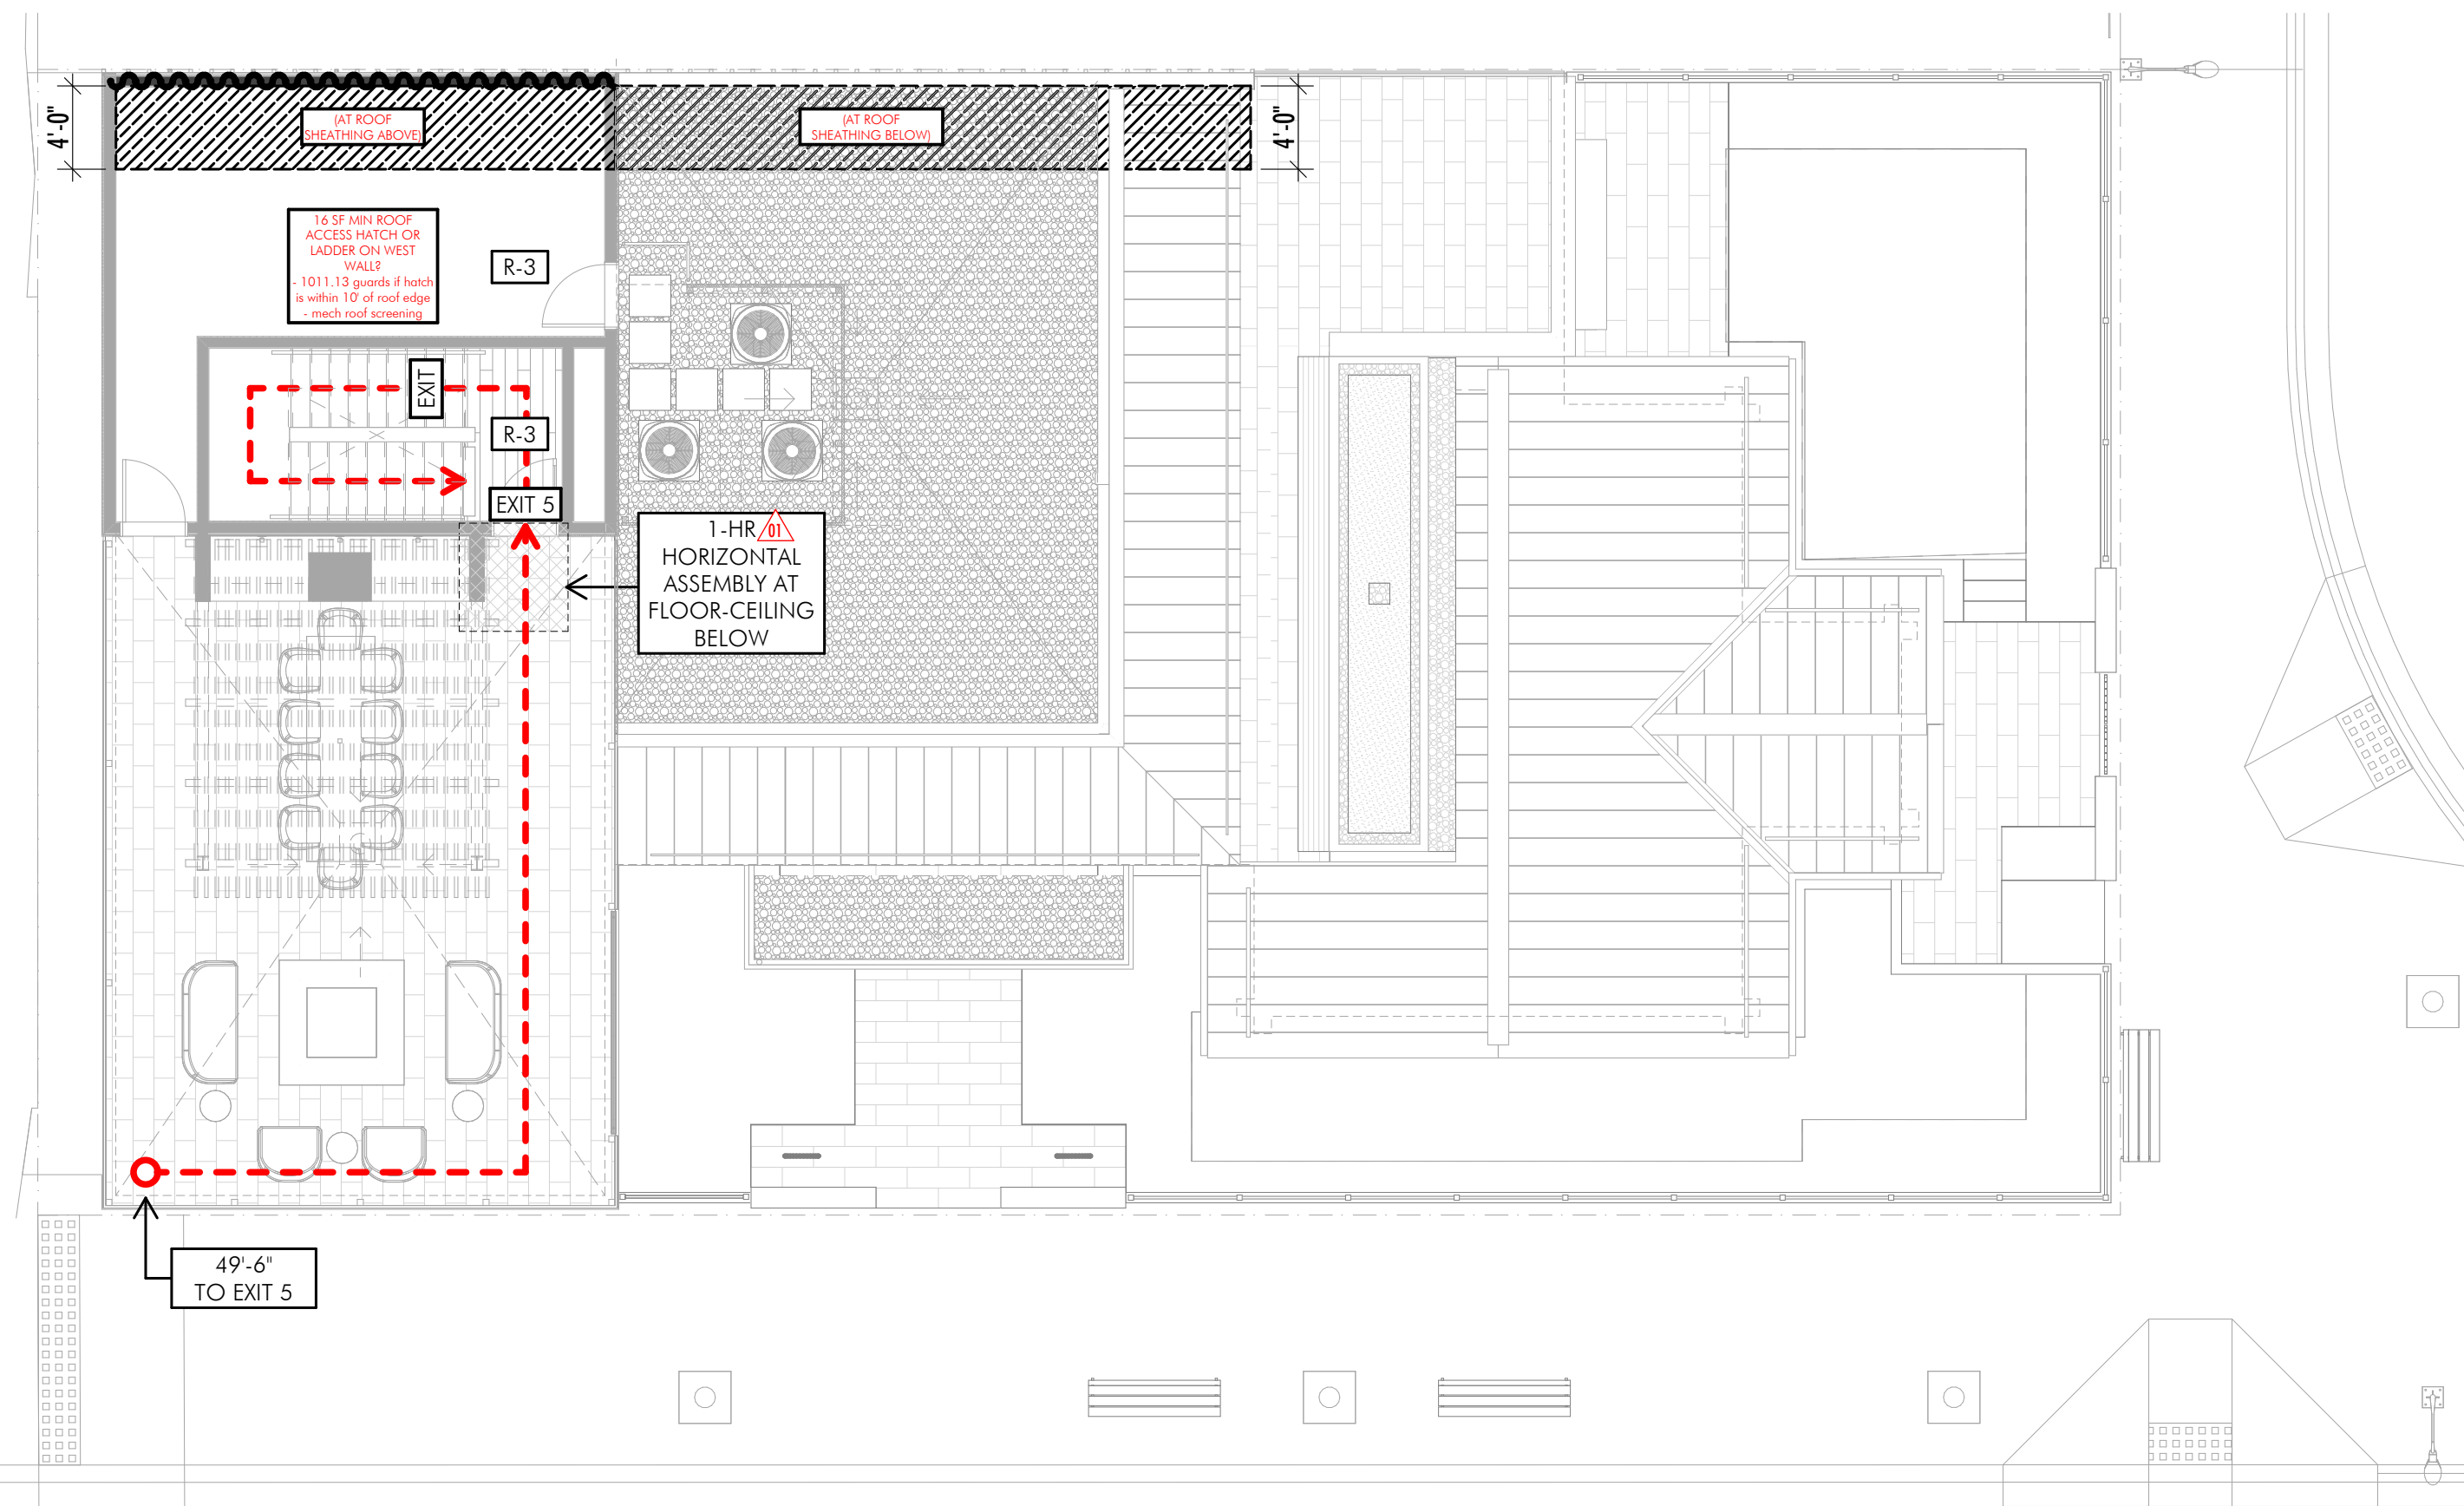 4'-0"
(AT ROOF
SHEATHING ABOVE)
(AT ROOF
SHEATHING BELOW)
4'-0"
16 SF MIN ROOF
ACCESS HATCH OR
LADDER ON WEST
WALL?
- 1011.13 guards if hatch
is within 10' of roof edge
- mech roof screening
R-3
EXIT
R-3
EXIT 5
1-HR 01
HORIZONTAL
ASSEMBLY AT
FLOOR-CEILING
BELOW
49'-6"
TO EXIT 5